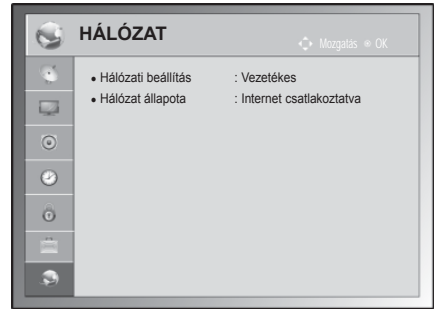 HÁLÓZAT
Mozgatás OK
• Hálózati beállítás : Vezetékes
• Hálózat állapota : Internet csatlakoztatva